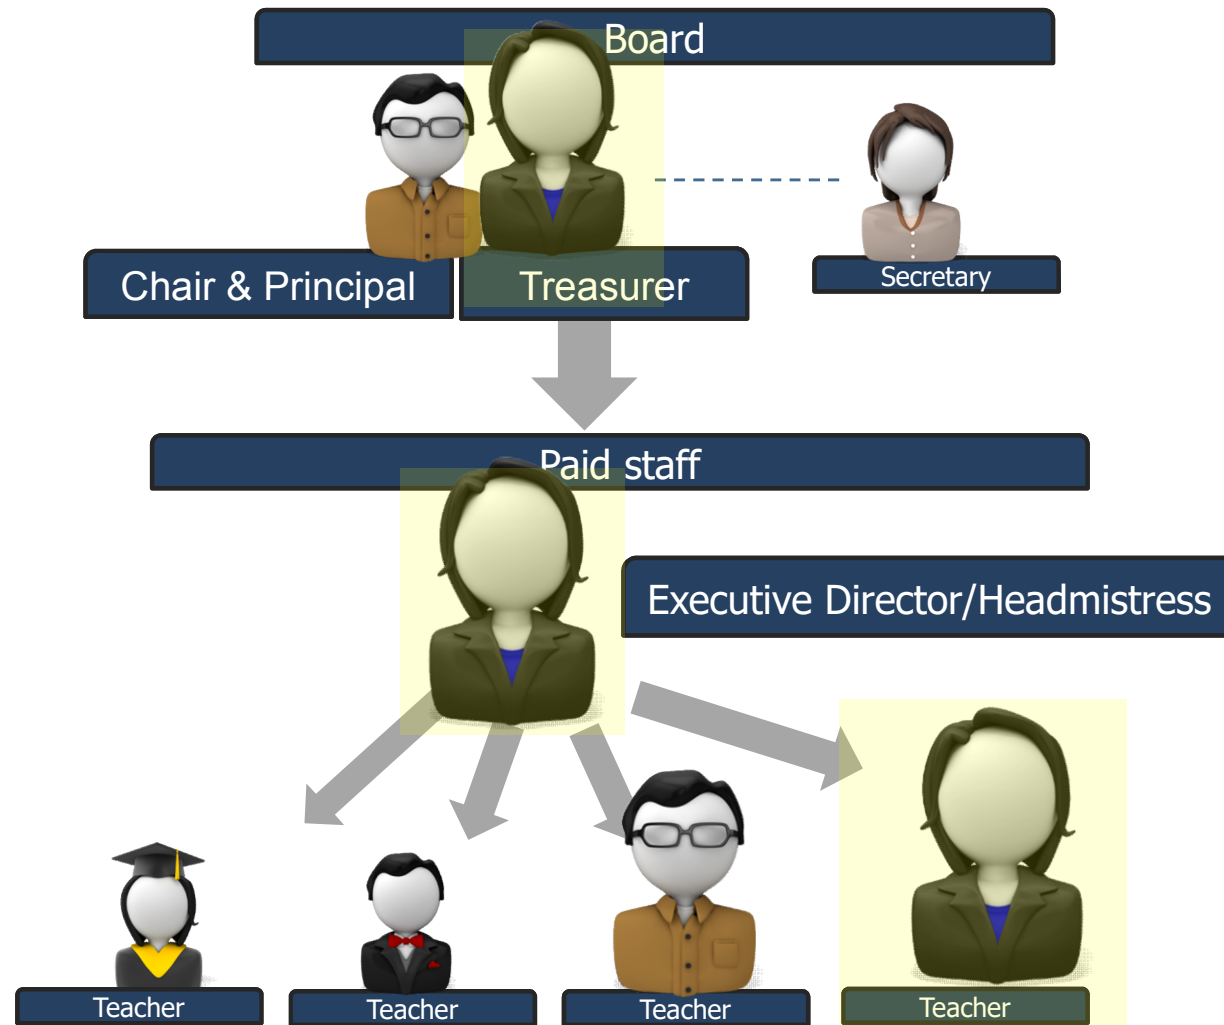 Board
Chair & Principal
Treasurer
Secretary
Paid staff
Executive Director/Headmistress
Teacher
Teacher
Teacher
Teacher